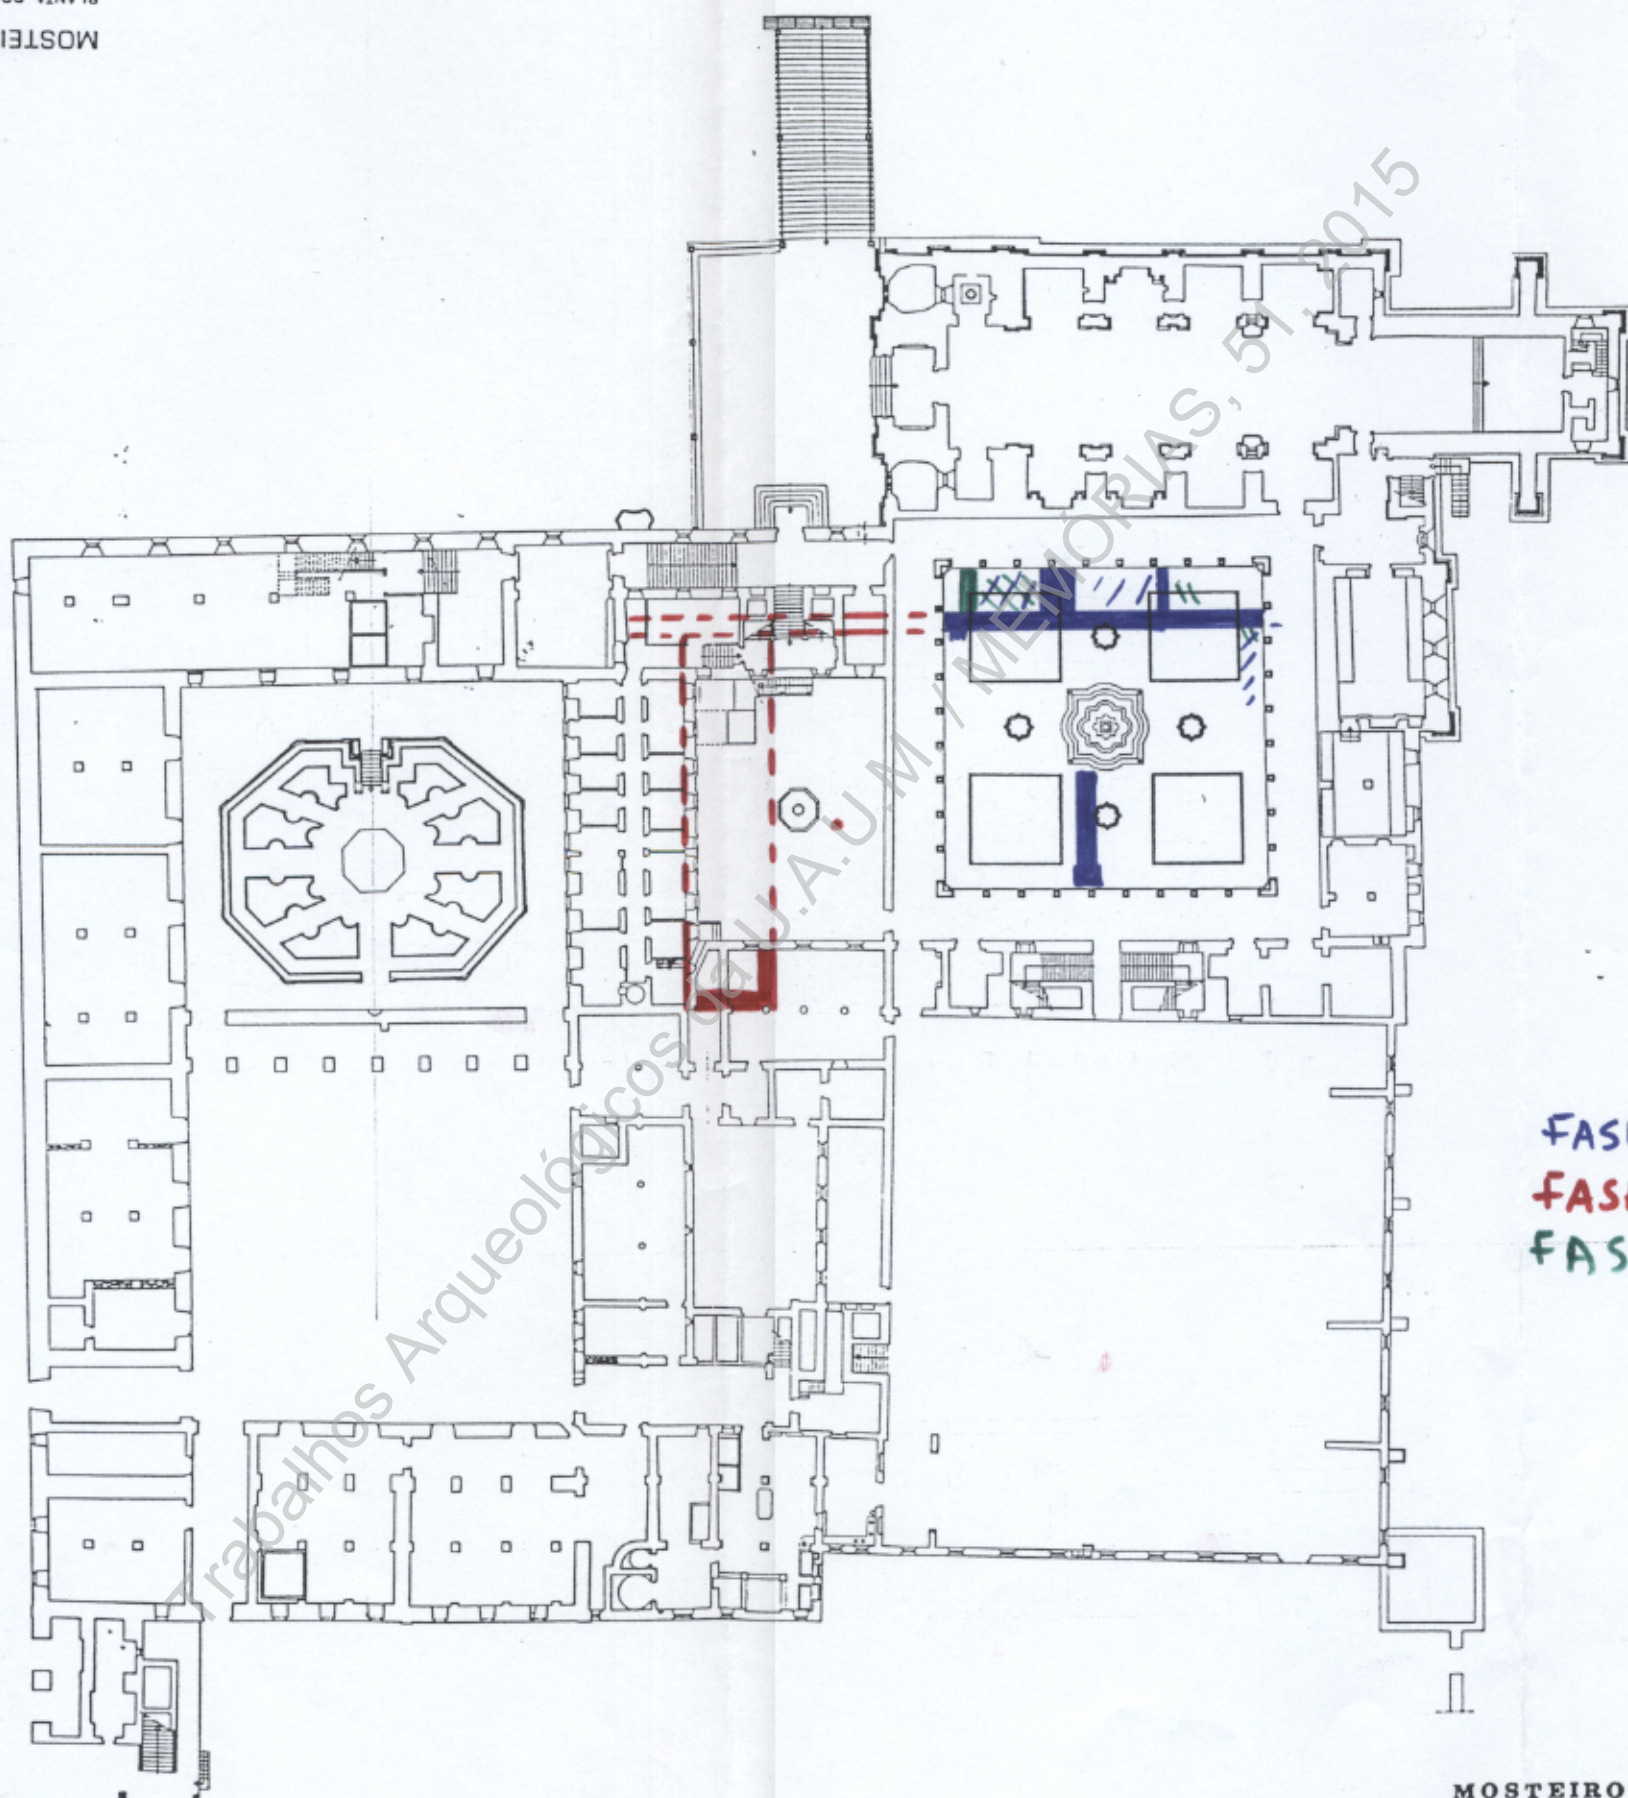 MOSTEI
Trabalhos Arqueológicos da U.A.U.M / MEMÓRIAS, 51, 2015
FAS
FAS
FAS
MOSTEIRO